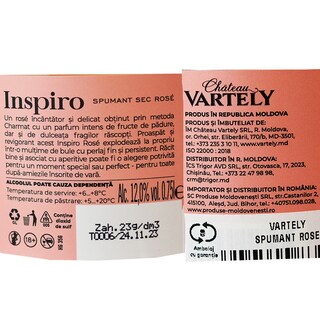 Inspiro SPUMANT SEC ROSÉ
Un rosé încântător și delicat obținut prin metoda
Charmat cu un parfum intens de fructe de pădure,
dar și de dulceața fragilor răscopți. Proaspăt și
revigorant acest Inspiro Rosé explodează la propriu
într-o mulțime de bule cu perlaj fin și persistent. Răcit
bine și asociat cu aperitive poate fi o alegere potrivită
pentru un moment special sau perfect - pentru toate
după-amiezile însorite de vară.
ALCOOLUL POATE CAUZA DEPENDENȚĂ
Temperatura de servire: +6...+8°C
Temperatura de păstrare: +5...+20°C
Alc. 12,0% vol. 0,75l
Conține
dioxid
de sulf
18+
Zah. 23g/dm3
T0006/24.11.23
Château
VARTELY
PRODUS ÎN REPUBLICA MOLDOVA
PRODUS ȘI ÎMBUTELIAT DE:
ÎM Château Vartely SRL, R. Moldova,
or. Orhei, str. Eliberării, 170/b, MD-3501,
tel.: +373 235 3 10 11, www.vartely.md
ISO 22000 : 2018
DISTRIBUITOR ÎN R. MOLDOVA:
ÎCS Trigor AVD SRL, str. Otovasca, 17, 2023,
Chișinău, tel.: +373 22 47 98 98,
crm@trigor.md
IMPORTATOR ȘI DISTRIBUITOR ÎN ROMÂNIA:
SC Produse Moldovenești SRL, str.Castanilor
2, 415100, Aleșd, Jud. Bihor, tel.: +40751.098.028,
www.produse-moldovenesti.ro
S
Ambalaj
cu garanție
VARTELY
SPUMANT ROSE